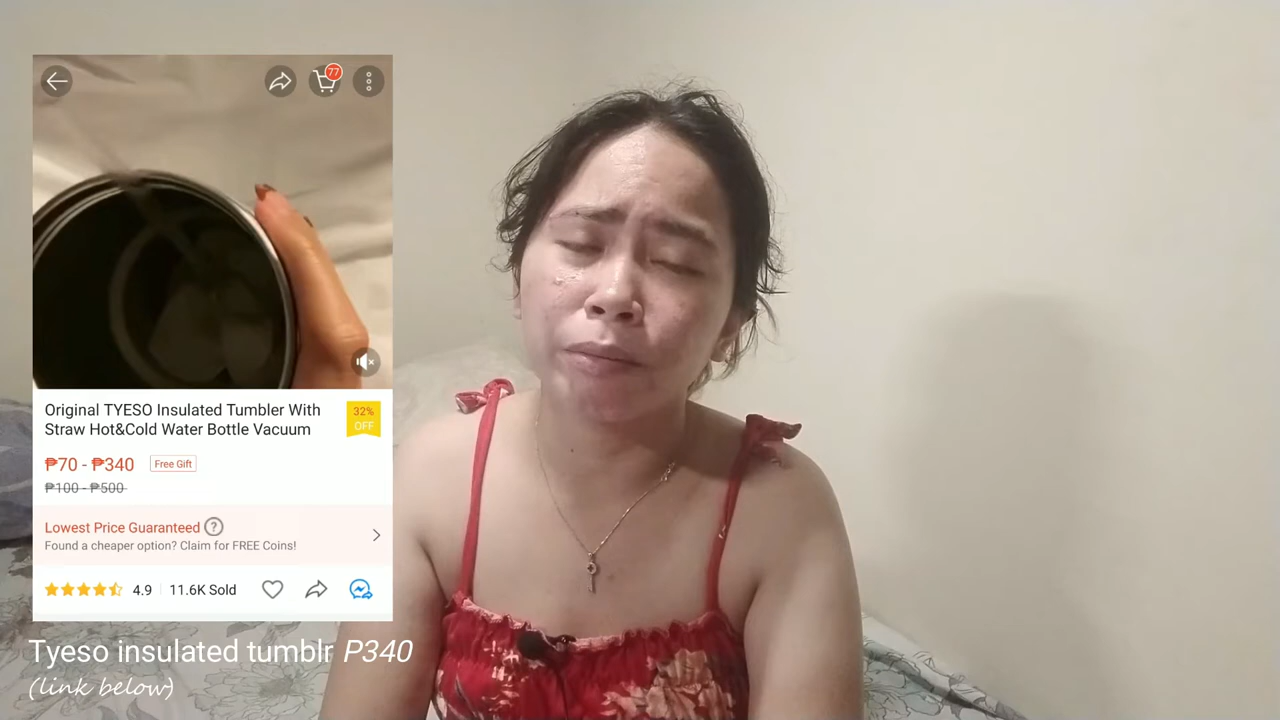 77
Original TYESO Insulated Tumbler With
Straw Hot&Cold Water Bottle Vacuum
32%
OFF
₱70 - ₱340
Free Gift
₱100 - ₱500
Lowest Price Guaranteed ?
Found a cheaper option? Claim for FREE Coins!
4.9
11.6K Sold
Tyeso insulated tumblr P340
(link below)